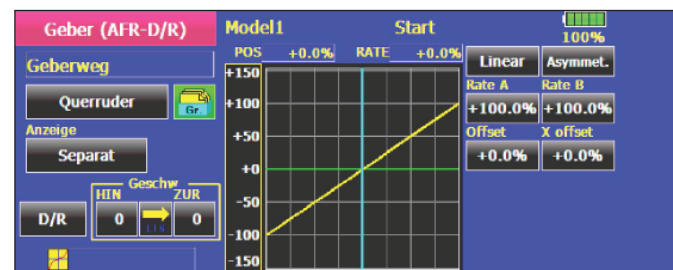 Geber (AFR-D/R)
Model1
Start
100%
Geberweg
POS +0.0% RATE +0.0%
Linear
Asymmet.
Querruder
Gr.
Rate A
Rate B
+100.0%
+100.0%
Anzeige
Separat
Offset
X offset
+0.0%
+0.0%
Geschw
HIN
ZUR
D/R
0
0
+150
+100
+50
+0
-50
-100
-150